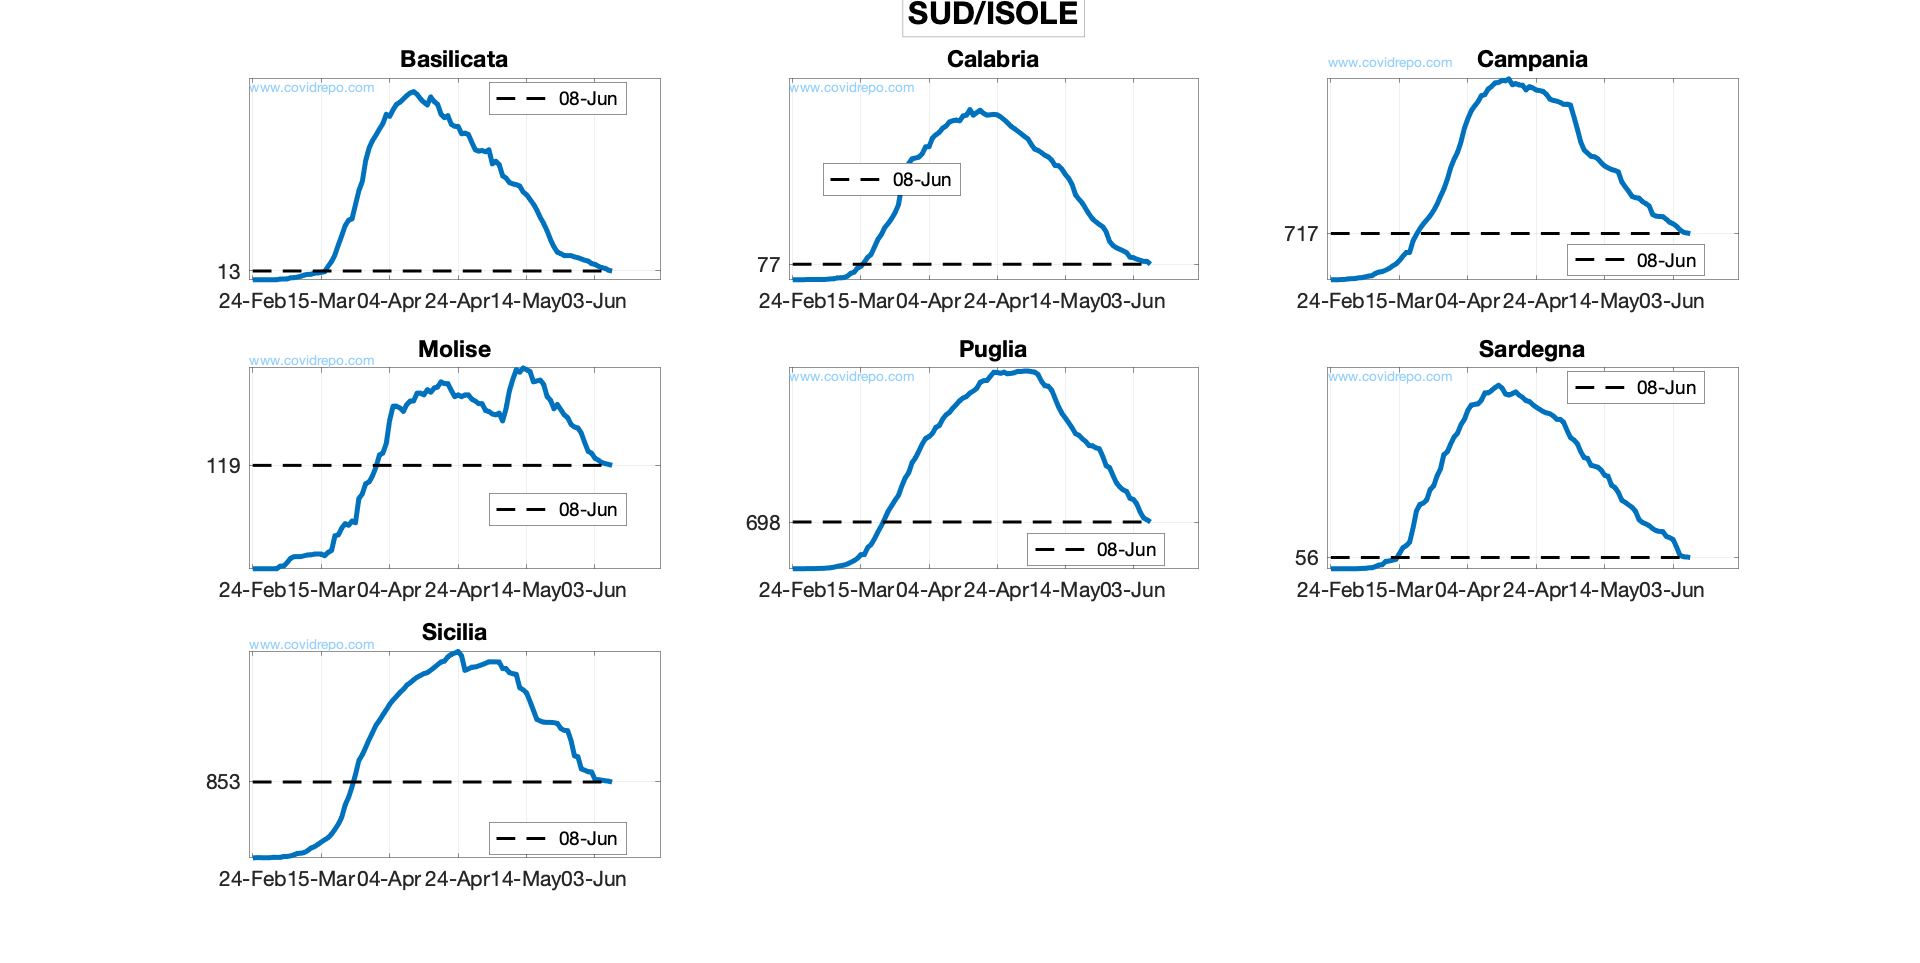 SUD/ISOLE
Basilicata
www.covidrepo.com
08-Jun
13
24-Feb 15-Mar 04-Apr 24-Apr 14-May 03-Jun
Calabria
www.covidrepo.com
08-Jun
77
24-Feb 15-Mar 04-Apr 24-Apr 14-May 03-Jun
Campania
www.covidrepo.com
717
08-Jun
24-Feb 15-Mar 04-Apr 24-Apr 14-May 03-Jun
Molise
www.covidrepo.com
119
08-Jun
24-Feb 15-Mar 04-Apr 24-Apr 14-May 03-Jun
Puglia
www.covidrepo.com
698
08-Jun
24-Feb 15-Mar 04-Apr 24-Apr 14-May 03-Jun
Sardegna
www.covidrepo.com
08-Jun
56
24-Feb 15-Mar 04-Apr 24-Apr 14-May 03-Jun
Sicilia
www.covidrepo.com
853
08-Jun
24-Feb 15-Mar 04-Apr 24-Apr 14-May 03-Jun